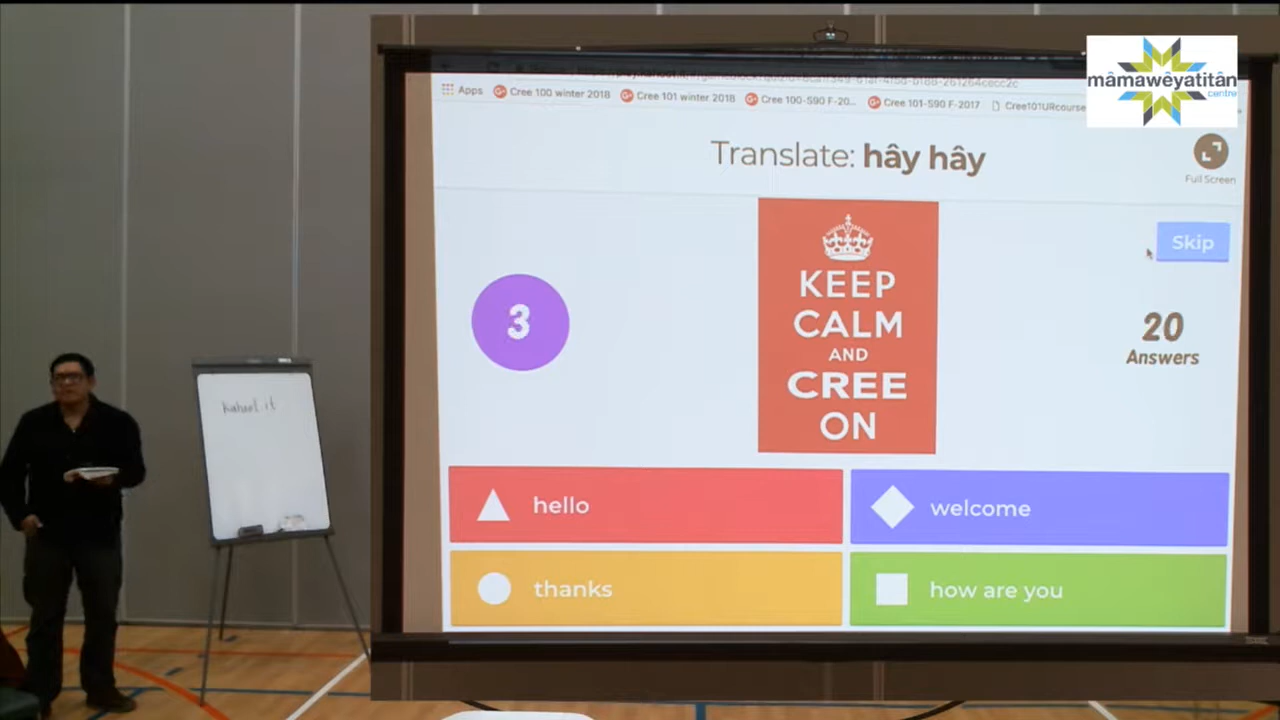 mâmawêyatitân
centre
Apps Cree 100 winter 2018 Cree 101 winter 2018 Cree 100-590 F-20... Cree 101-590 F-2017 Cree101URcourse
Translate: hây hây
Full Screen
Skip
KEEP
CALM
AND
CREE
ON
3
20
Answers
Kahoot.it
hello
welcome
thanks
how are you